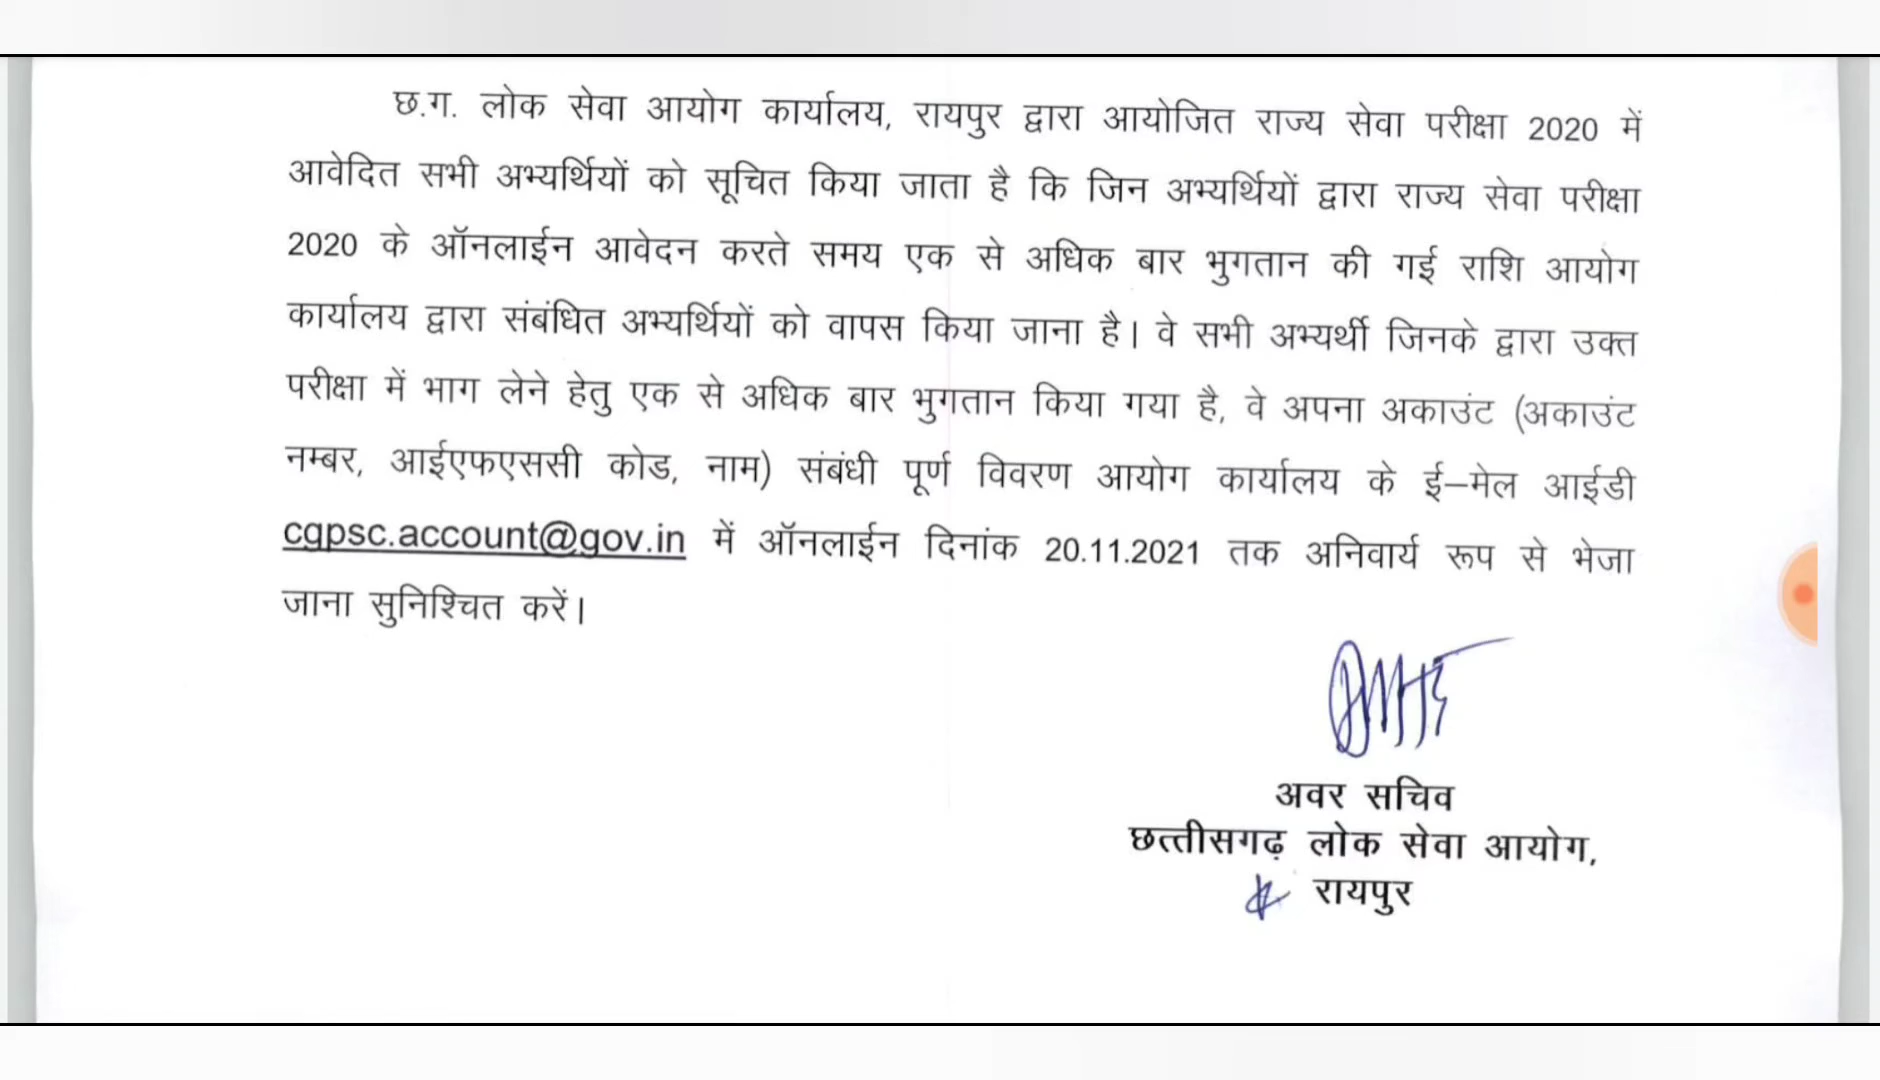 छ.ग. लोक सेवा आयोग कार्यालय, रायपुर द्वारा आयोजित राज्य सेवा परीक्षा 2020 में
आवेदित सभी अभ्यर्थियों को सूचित किया जाता है कि जिन अभ्यर्थियों द्वारा राज्य सेवा परीक्षा
2020 के ऑनलाईन आवेदन करते समय एक से अधिक बार भुगतान की गई राशि आयोग
कार्यालय द्वारा संबंधित अभ्यर्थियों को वापस किया जाना है। वे सभी अभ्यर्थी जिनके द्वारा उक्त
परीक्षा में भाग लेने हेतु एक से अधिक बार भुगतान किया गया है, वे अपना अकाउंट (अकाउंट
नम्बर, आईएफएससी कोड, नाम) संबंधी पूर्ण विवरण आयोग कार्यालय के ई–मेल आईडी
cgpsc.account@gov.in में ऑनलाईन दिनांक 20.11.2021 तक अनिवार्य रूप से भेजा
जाना सुनिश्चित करें।
अवर सचिव
छत्तीसगढ़ लोक सेवा आयोग,
रायपुर